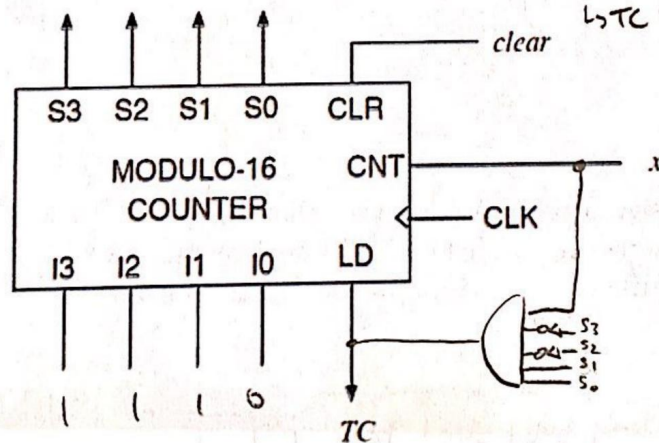 ↳TC
clear
S3 S2 S1 S0 CLR
MODULO-16 CNT x
COUNTER
CLK
I3 I2 I1 I0 LD
S3
S2
S1
S0
1 1 1 0
TC